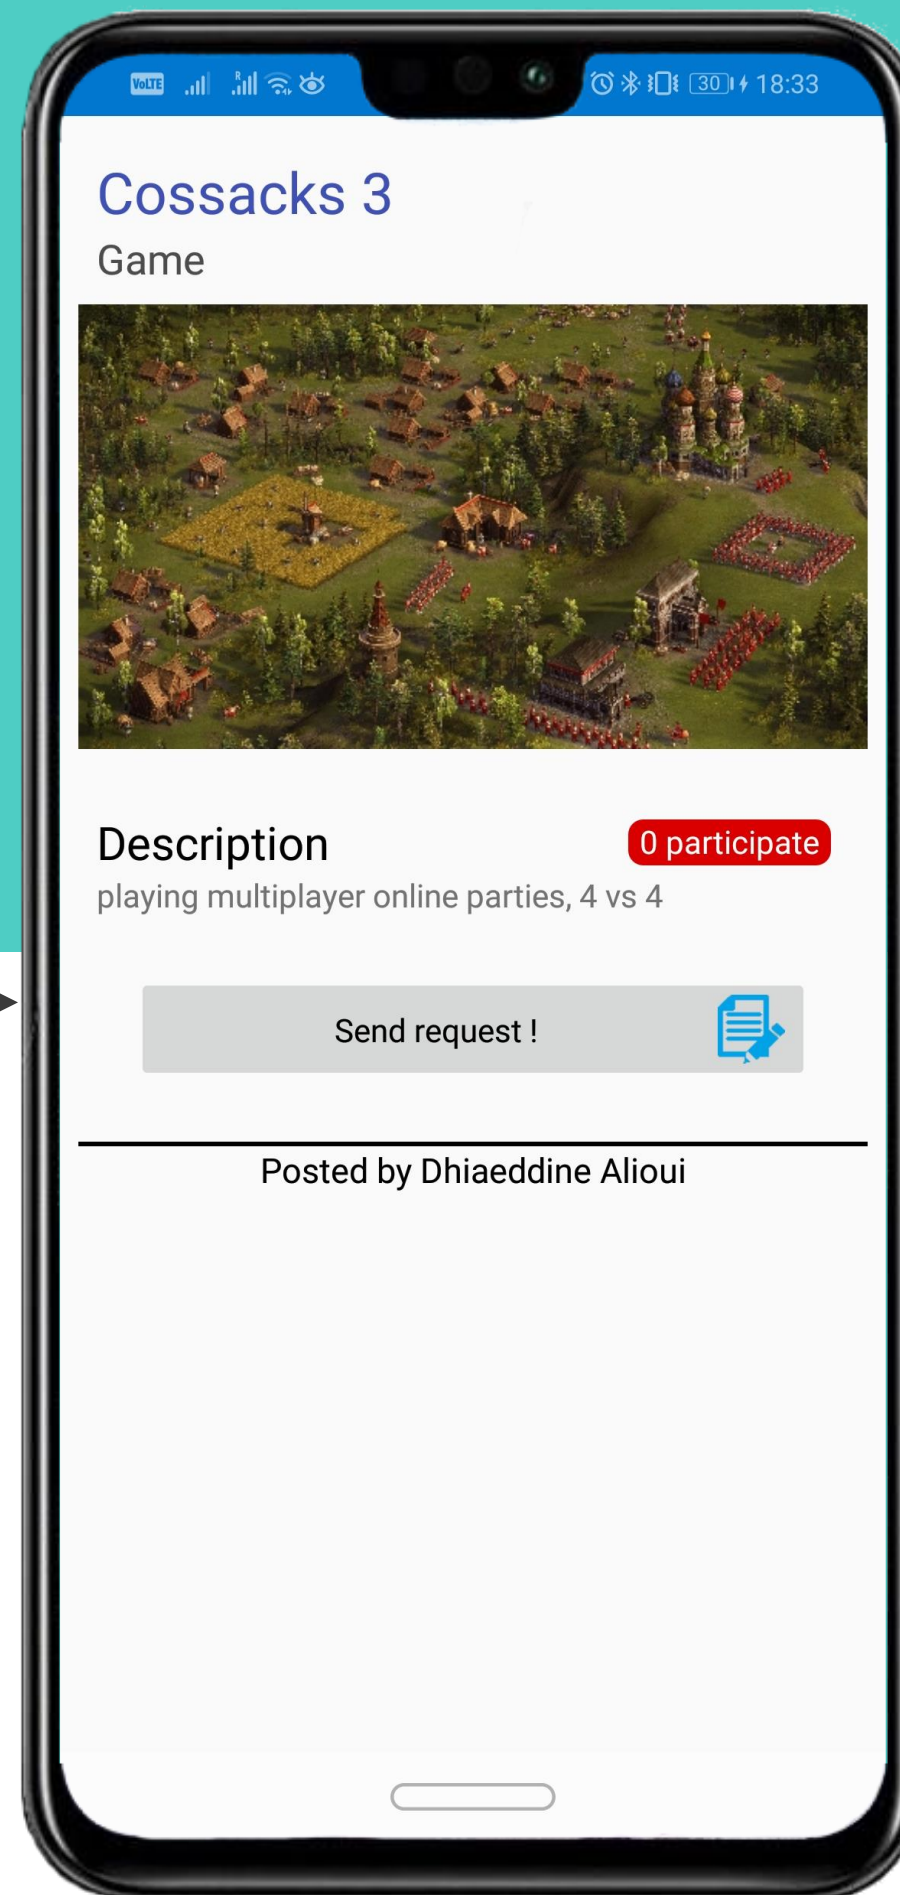 VoLTE R 30 18:33
Cossacks 3
Game
Description
0 participate
playing multiplayer online parties, 4 vs 4
Send request !
Posted by Dhiaeddine Alioui